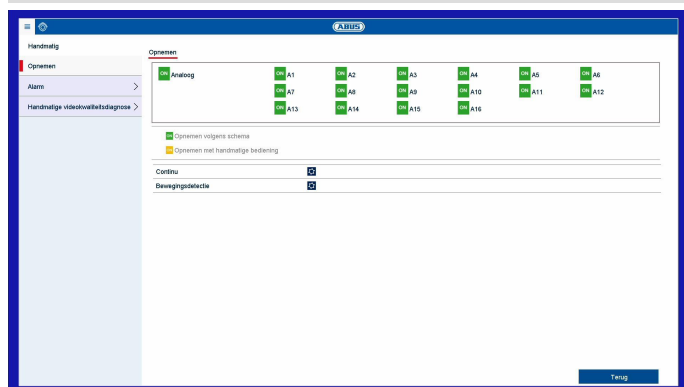 ABUS
Handmatig
Opnemen
Alarm
Handmatige videokwaliteitsdiagnose
Opnemen
ON Analoog ON A1 ON A2 ON A3 ON A4 ON A5 ON A6
ON A7 ON A8 ON A9 ON A10 ON A11 ON A12
ON A13 ON A14 ON A15 ON A16
ON Opnemen volgens schema
ON Opnemen met handmatige bediening
Continu
Bewegingsdetectie
Terug